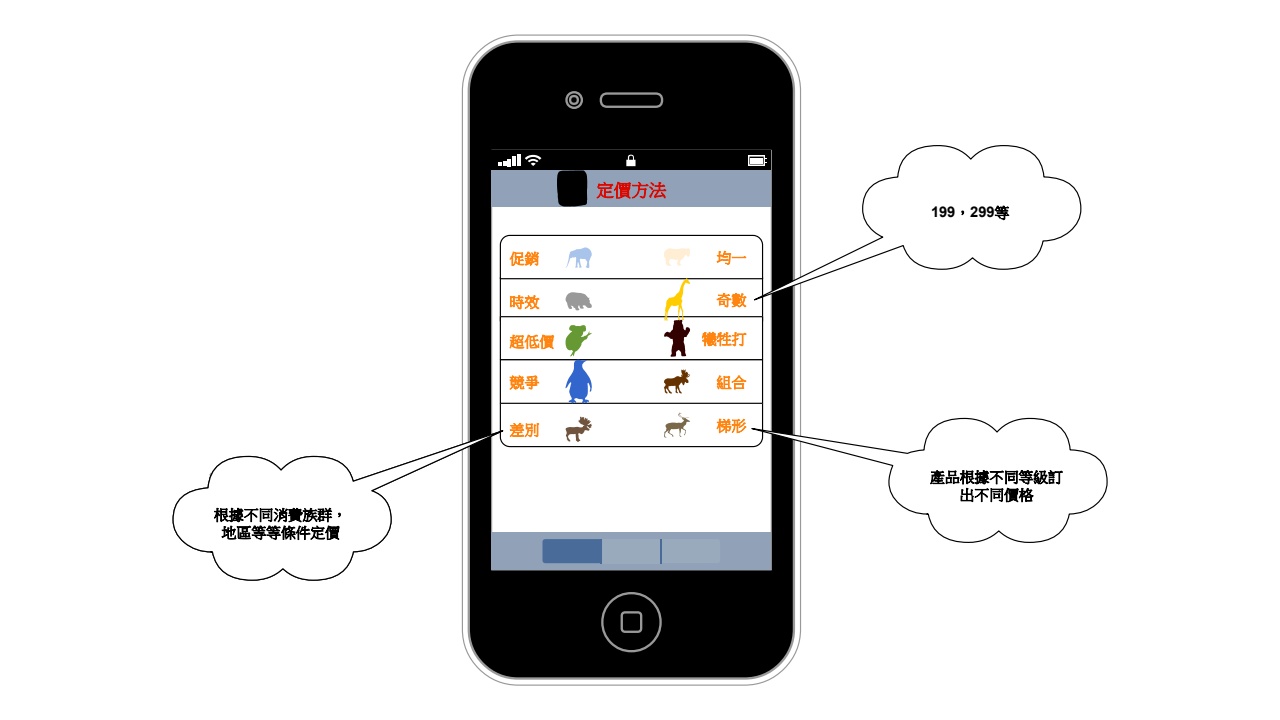 定價方法
促銷
均一
時效
奇數
超低價
犧牲打
競爭
組合
差別
梯形
199，299等
產品根據不同等級訂
出不同價格
根據不同消費族群，
地區等等條件定價